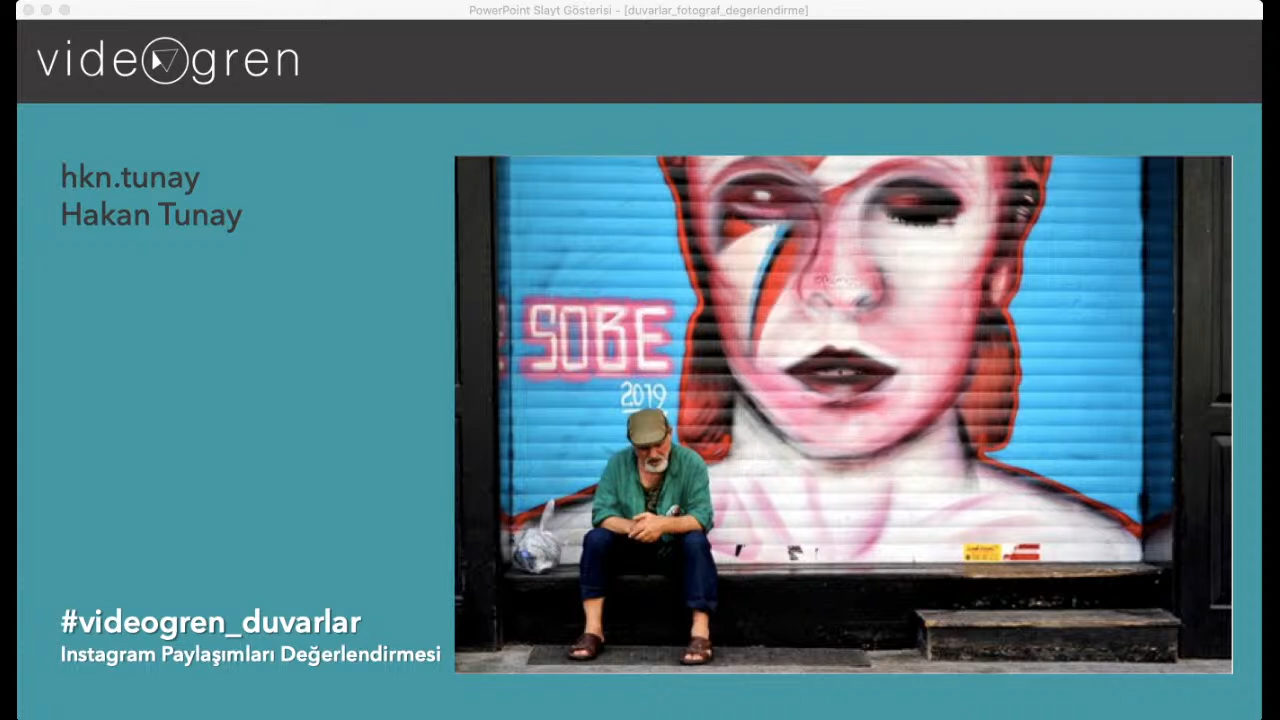 PowerPoint Slayt Gösterisi - [duvarlar_fotograf_degerlendirme]
videogren
hkn.tunay
Hakan Tunay
SOBE
2019
#videogren_duvarlar
Instagram Paylaşımları Değerlendirmesi